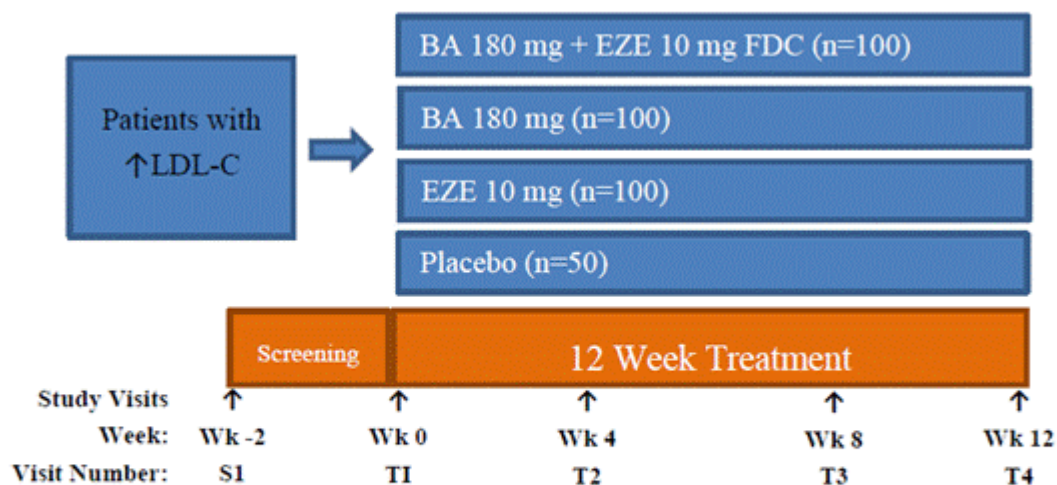 Patients with
↑LDL-C
BA 180 mg + EZE 10 mg FDC (n=100)
BA 180 mg (n=100)
EZE 10 mg (n=100)
Placebo (n=50)
Screening
12 Week Treatment
Study Visits
Week: Wk -2 Wk 0 Wk 4 Wk 8 Wk 12
Visit Number: S1 TI T2 T3 T4